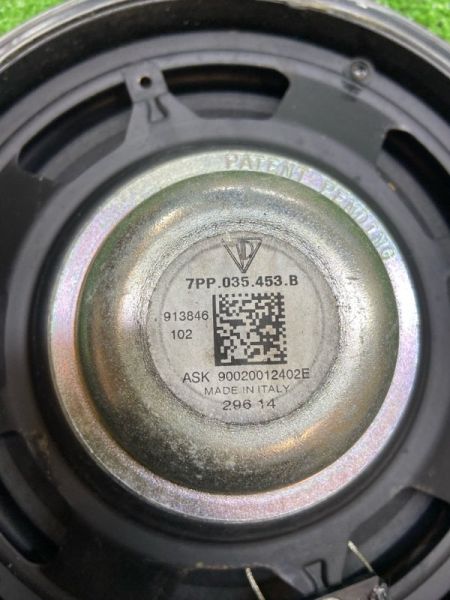 PATENT PENDING
7PP.035.453.B
913846
102
ASK 90020012402E
MADE IN ITALY
296 14